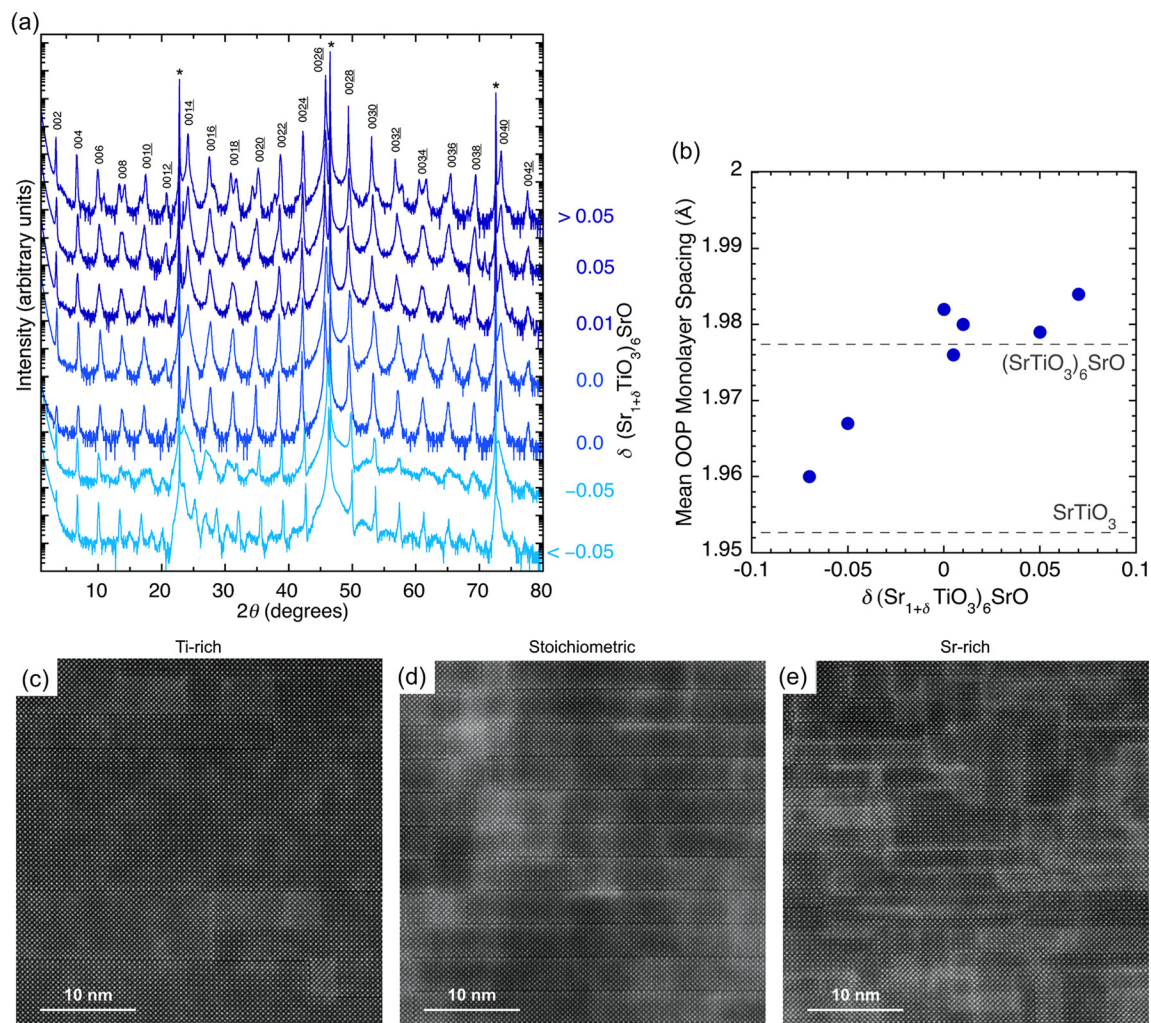 (a)
Intensity (arbitrary units)
002
004
006
008
0010
0012
*
0014
0016
0018
0020
0022
0024
0026
*
0028
0030
0032
0034
0036
0038
*
0040
0042
> 0.05
0.05
0.01
0.0
0.0
−0.05
< −0.05
δ (Sr1+δTiO3)6SrO
10 20 30 40 50 60 70 80
2θ (degrees)
(b)
Mean OOP Monolayer Spacing (Å)
2
1.99
1.98
1.97
1.96
1.95
(SrTiO3)6SrO
SrTiO3
-0.1 -0.05 0 0.05 0.1
δ (Sr1+δTiO3)6SrO
Ti-rich
(c)
10 nm
Stoichiometric
(d)
10 nm
Sr-rich
(e)
10 nm